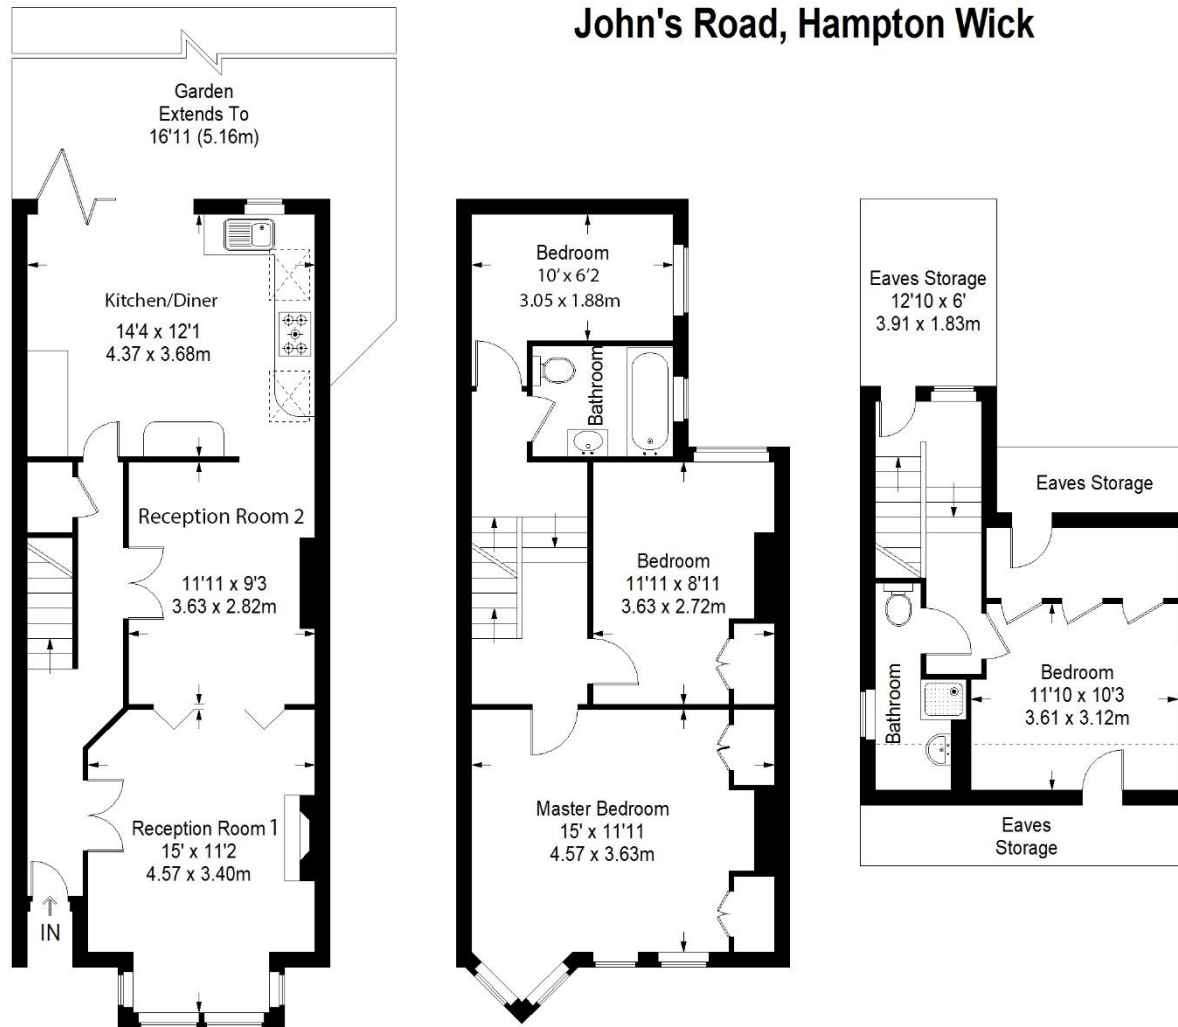 John's Road, Hampton Wick
Garden
Extends To
16'11 (5.16m)
Kitchen/Diner
14'4 x 12'1
4.37 x 3.68m
Reception Room 2
11'11 x 9'3
3.63 x 2.82m
Reception Room 1
15' x 11'2
4.57 x 3.40m
IN
Bedroom
10' x 6'2
3.05 x 1.88m
Bathroom
Bedroom
11'11 x 8'11
3.63 x 2.72m
Master Bedroom
15' x 11'11
4.57 x 3.63m
Eaves Storage
12'10 x 6'
3.91 x 1.83m
Eaves Storage
Bathroom
Bedroom
11'10 x 10'3
3.61 x 3.12m
Eaves
Storage